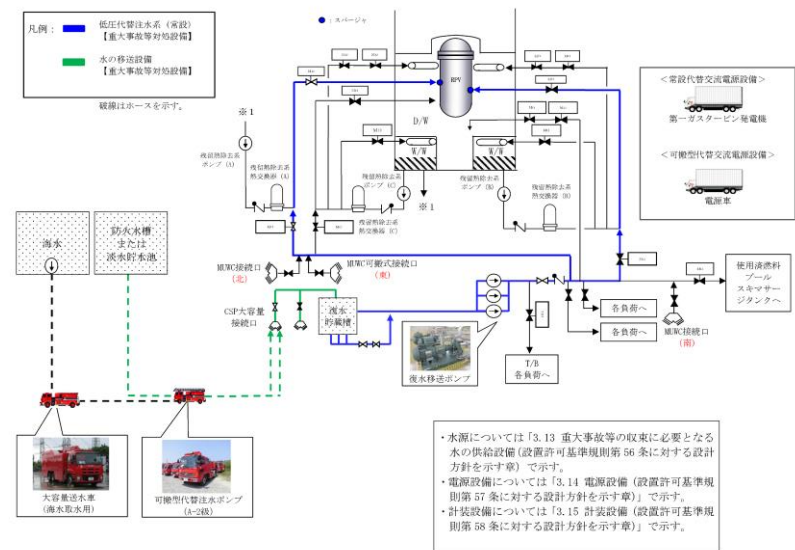 凡例：
低圧代替注水系（常設）
【重大事故等対処設備】
水の移送設備
【重大事故等対処設備】
破線はホースを示す。
：スパージャ
RPV
D/W
W/W
W/W
※1
※1
残留熱除去系
ポンプ（A）
残留熱除去系
熱交換器（A）
残留熱除去系
ポンプ（C）
残留熱除去系
ポンプ（B）
残留熱除去系
熱交換器（B）
＜常設代替交流電源設備＞
第一ガスタービン発電機
＜可搬型代替交流電源設備＞
電源車
海水
防火水槽
または
淡水貯水池
MUWC接続口
（北）
MUWC可搬式接続口
（東）
CSP大容量
接続口
復水
貯蔵槽
復水移送ポンプ
T/B
各負荷へ
各負荷へ
各負荷へ
MUWC接続口
（南）
使用済燃料
プール
スキマサー
ジタンクへ
大容量送水車
（海水取水用）
可搬型代替注水ポンプ
（A-2級）
・水源については「3.13 重大事故等の収束に必要となる
水の供給設備（設置許可基準規則第 56 条に対する設計
方針を示す章）で示す。
・電源設備については「3.14 電源設備（設置許可基準規
則第 57 条に対する設計方針を示す章）」で示す。
・計装設備については「3.15 計装設備（設置許可基準規
則第 58 条に対する設計方針を示す章）」で示す。